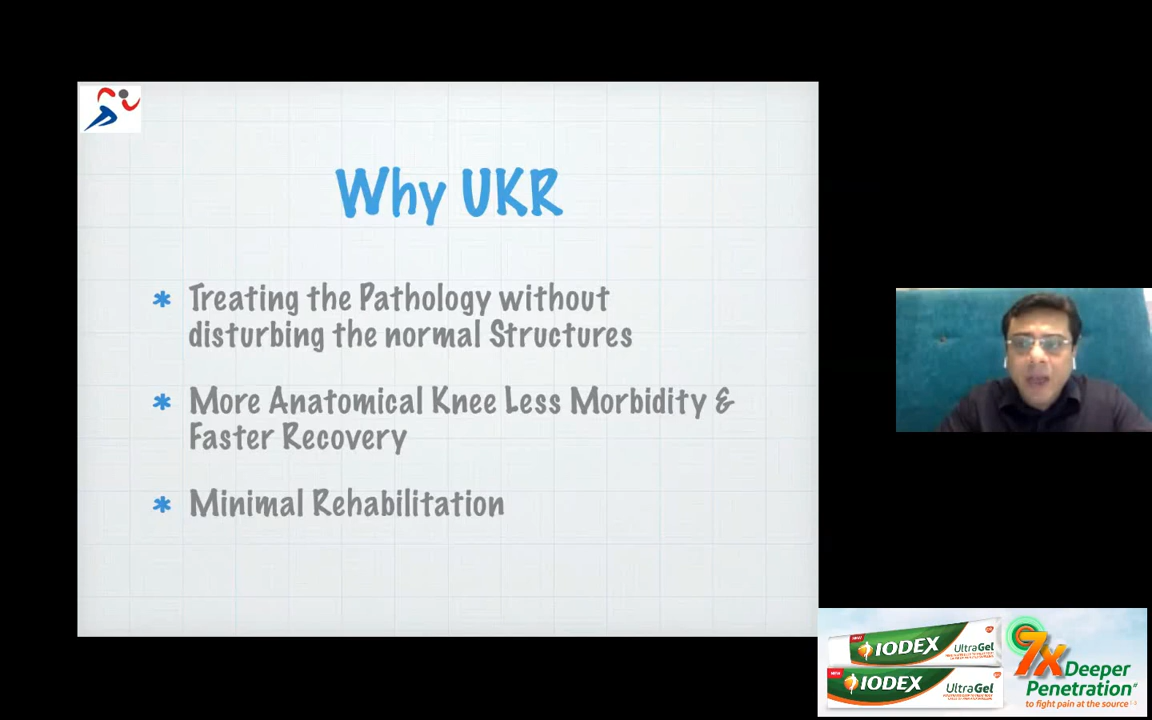 Why UKR
* Treating the Pathology without
disturbing the normal Structures
* More Anatomical Knee Less Morbidity &
Faster Recovery
* Minimal Rehabilitation
IODEX
UltraGel
IODEX
UltraGel
7x Deeper
Penetration#
to fight pain at the source